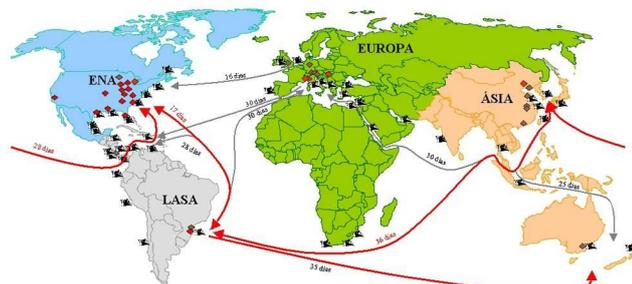 EUROPA
ENA
16 dias
ÁSIA
17 dias
30 dias
30 dias
28 dias
28 dias
30 dias
25 dias
LASA
36 dias
35 dias